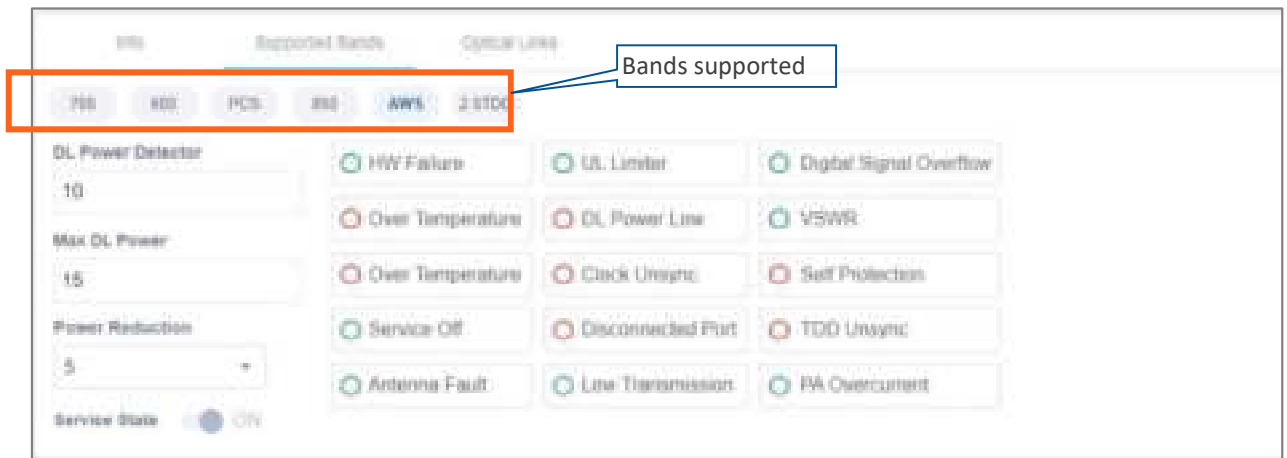 Info Supported Bands Optical Links
Bands supported
700 600 PCS 850 AWS 2.5TDD
DL Power Detector
10
Max DL Power
15
Power Reduction
5
Service State ON
HW Failure UL Limiter Digital Signal Overflow
Over Temperature DL Power Low VSWR
Over Temperature Clock Unsync Self Protection
Service Off Disconnected Port TDD Unsync
Antenna Fault Low Transmission PA Overcurrent